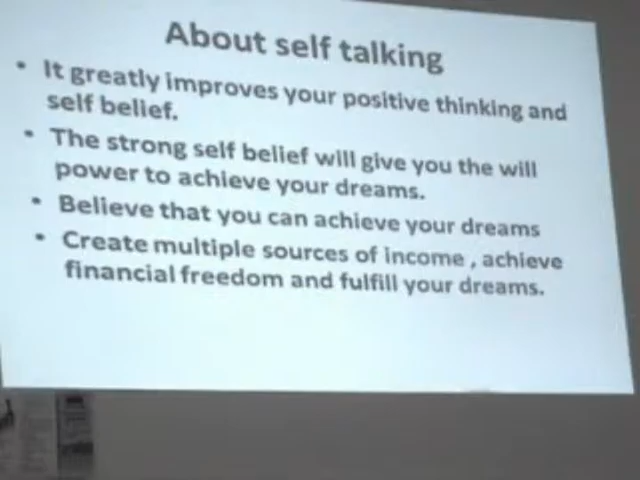 About self talking
• It greatly improves your positive thinking and
self belief.
• The strong self belief will give you the will
power to achieve your dreams.
• Believe that you can achieve your dreams
• Create multiple sources of income , achieve
financial freedom and fulfill your dreams.